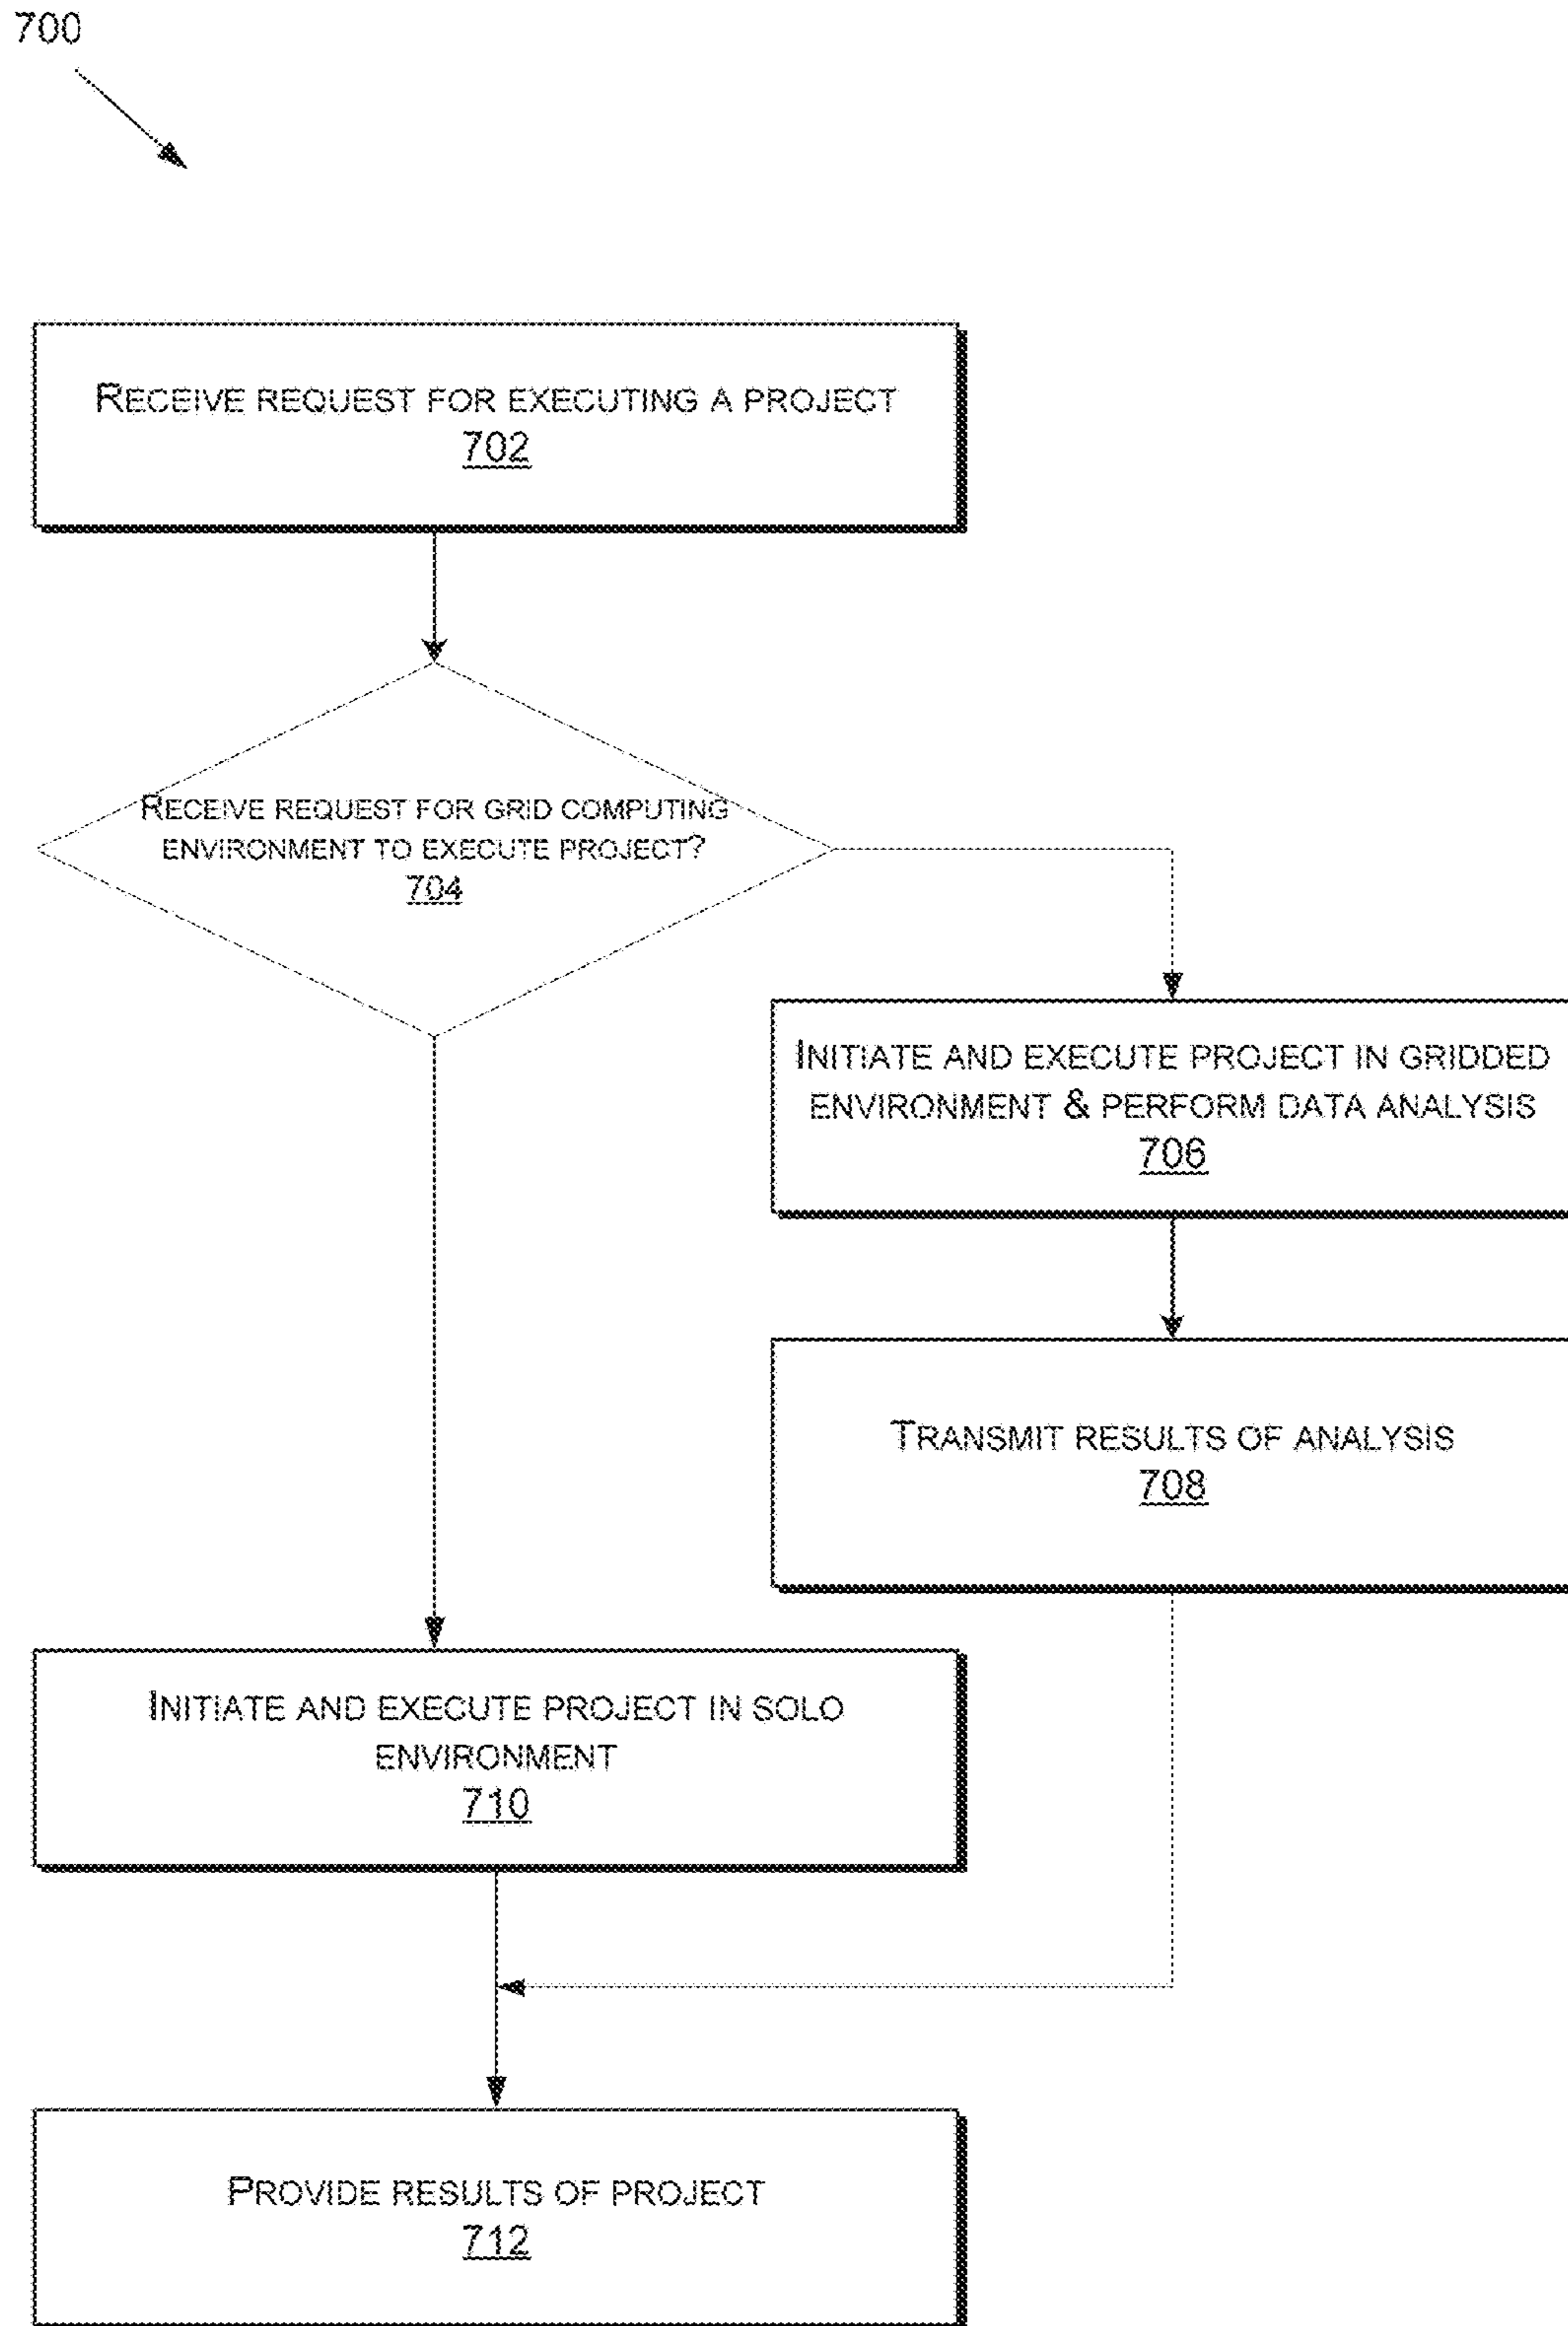 700
RECEIVE REQUEST FOR EXECUTING A PROJECT
702
RECEIVE REQUEST FOR GRID COMPUTING
ENVIRONMENT TO EXECUTE PROJECT?
704
INITIATE AND EXECUTE PROJECT IN GRIDDED
ENVIRONMENT & PERFORM DATA ANALYSIS
706
TRANSMIT RESULTS OF ANALYSIS
708
INITIATE AND EXECUTE PROJECT IN SOLO
ENVIRONMENT
710
PROVIDE RESULTS OF PROJECT
712